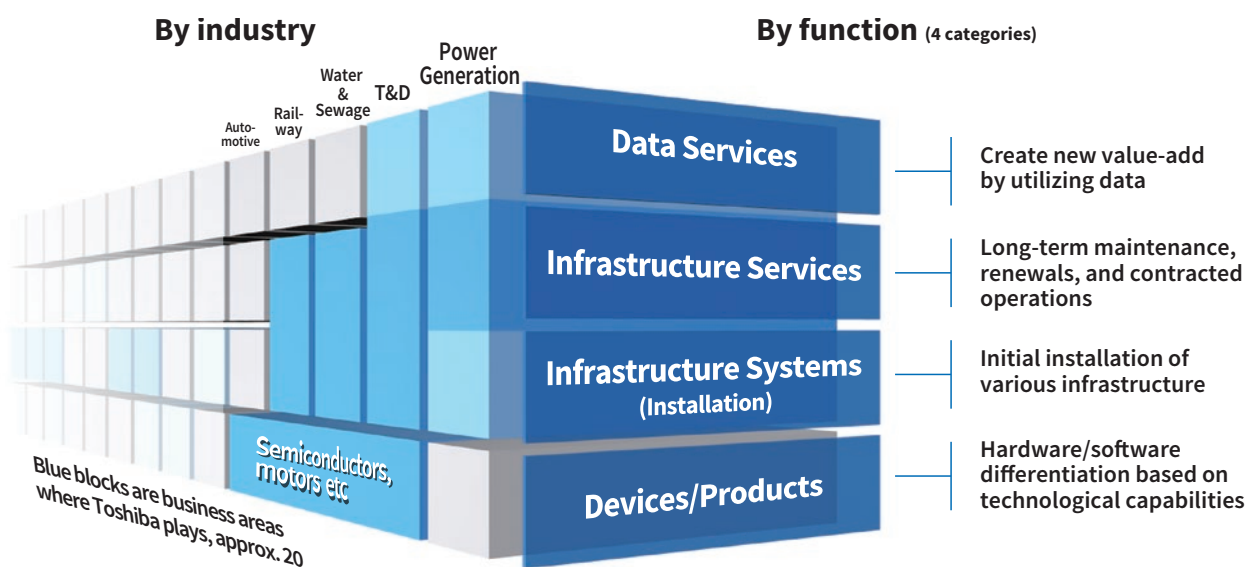 By industry
By function (4 categories)
Auto-
motive
Rail-
way
Water
&
Sewage
T&D
Power
Generation
Data Services
Create new value-add
by utilizing data
Infrastructure Services
Long-term maintenance,
renewals, and contracted
operations
Infrastructure Systems
(Installation)
Initial installation of
various infrastructure
Semiconductors,
motors etc
Devices/Products
Hardware/software
differentiation based on
technological capabilities
Blue blocks are business areas
where Toshiba plays, approx. 20